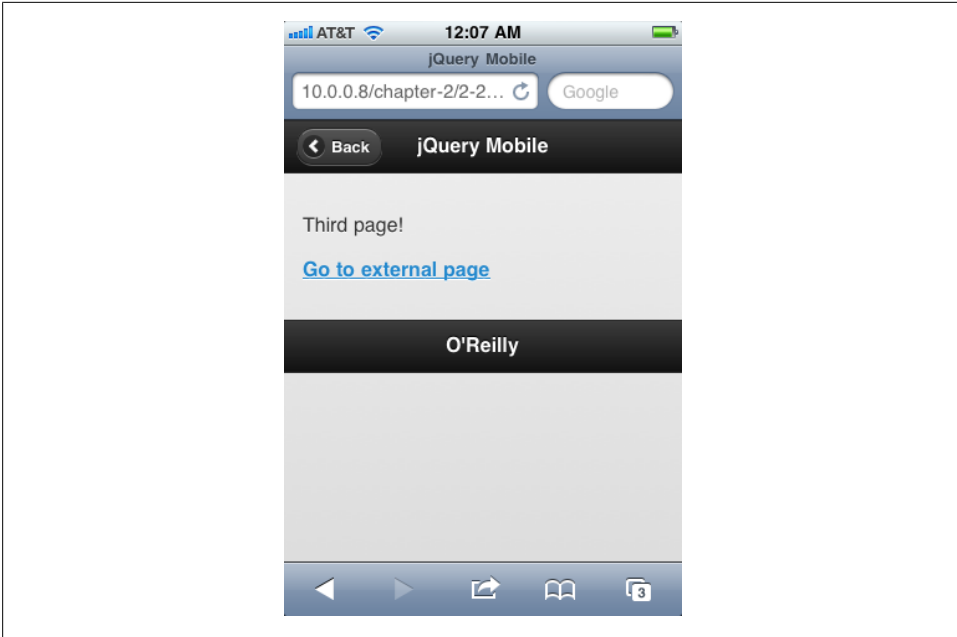 AT&T 12:07 AM
jQuery Mobile
10.0.0.8/chapter-2/2-2... Google
Back jQuery Mobile
Third page!
Go to external page
O'Reilly
3